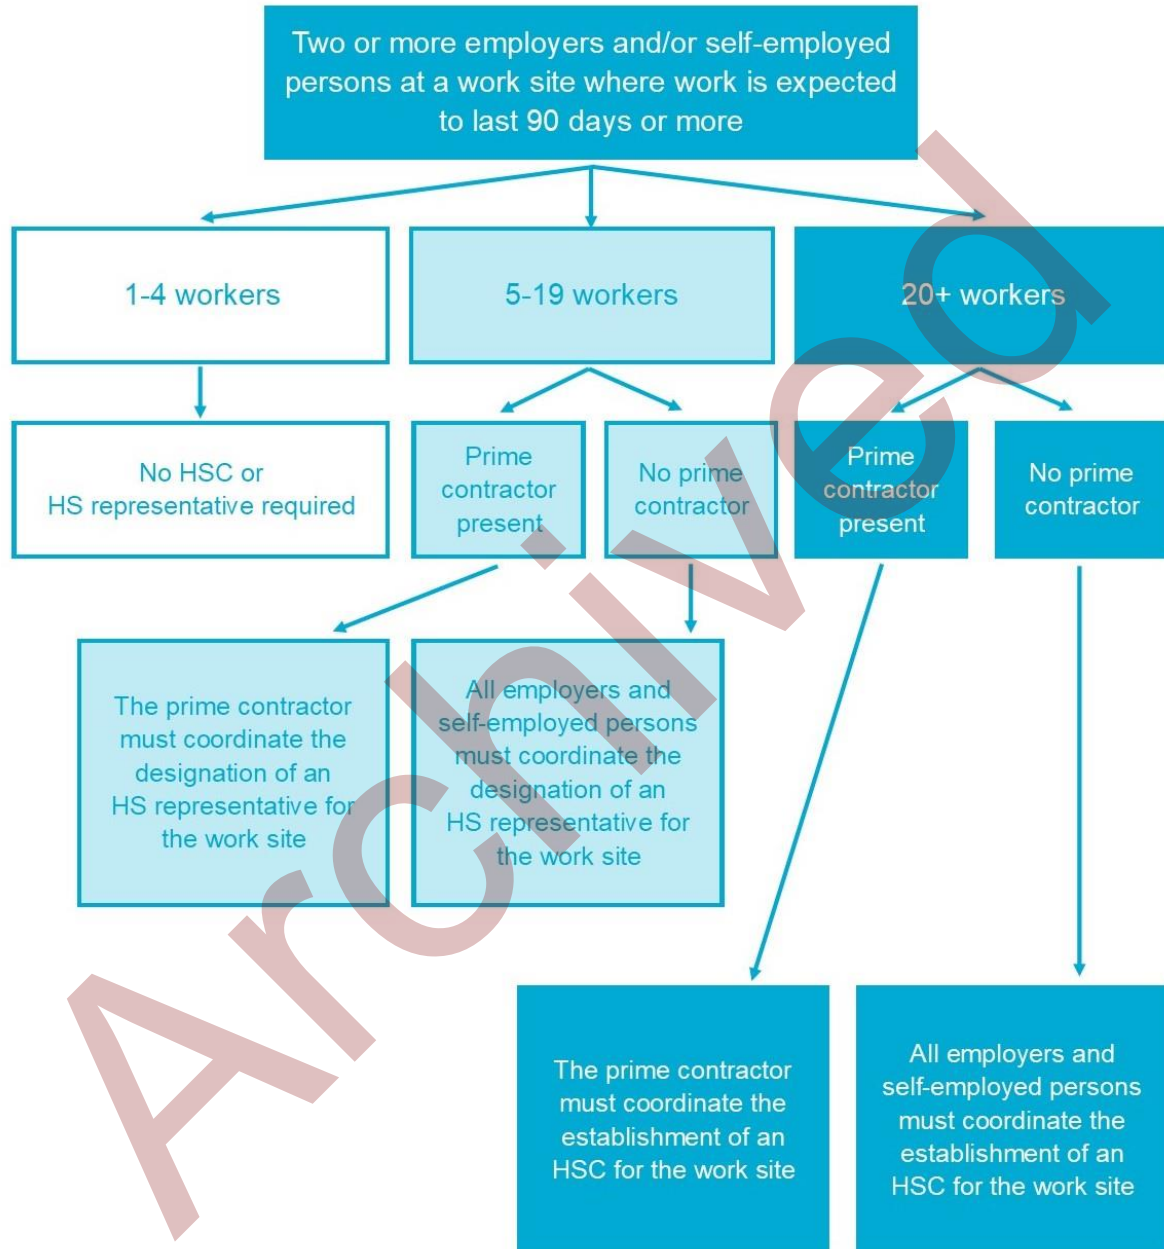 Two or more employers and/or self-employed
persons at a work site where work is expected
to last 90 days or more
1-4 workers
5-19 workers
20+ workers
No HSC or
HS representative required
Prime
contractor
present
No prime
contractor
Prime
contractor
present
No prime
contractor
The prime contractor
must coordinate the
designation of an
HS representative for
the work site
All employers and
self-employed persons
must coordinate the
designation of an
HS representative for
the work site
The prime contractor
must coordinate the
establishment of an
HSC for the work site
All employers and
self-employed persons
must coordinate the
establishment of an
HSC for the work site
Archived